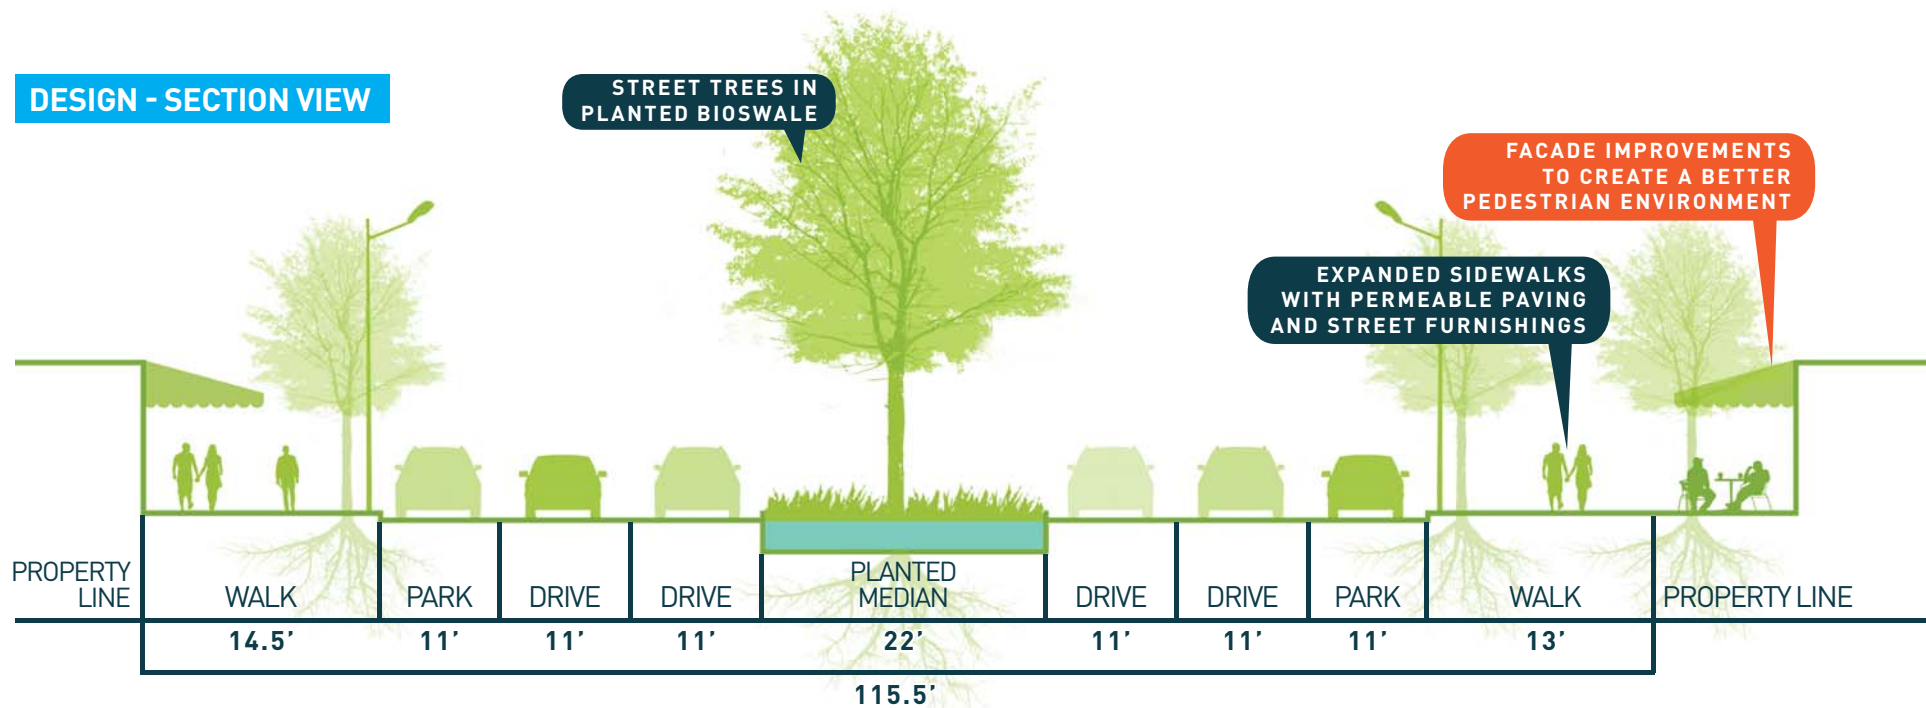 DESIGN - SECTION VIEW
STREET TREES IN
PLANTED BIOSWALE
FACADE IMPROVEMENTS
TO CREATE A BETTER
PEDESTRIAN ENVIRONMENT
EXPANDED SIDEWALKS
WITH PERMEABLE PAVING
AND STREET FURNISHINGS
PROPERTY
LINE
WALK
PARK
DRIVE
DRIVE
PLANTED
MEDIAN
DRIVE
DRIVE
PARK
WALK
PROPERTY LINE
14.5’
11’
11’
11’
22’
11’
11’
11’
13’
115.5’